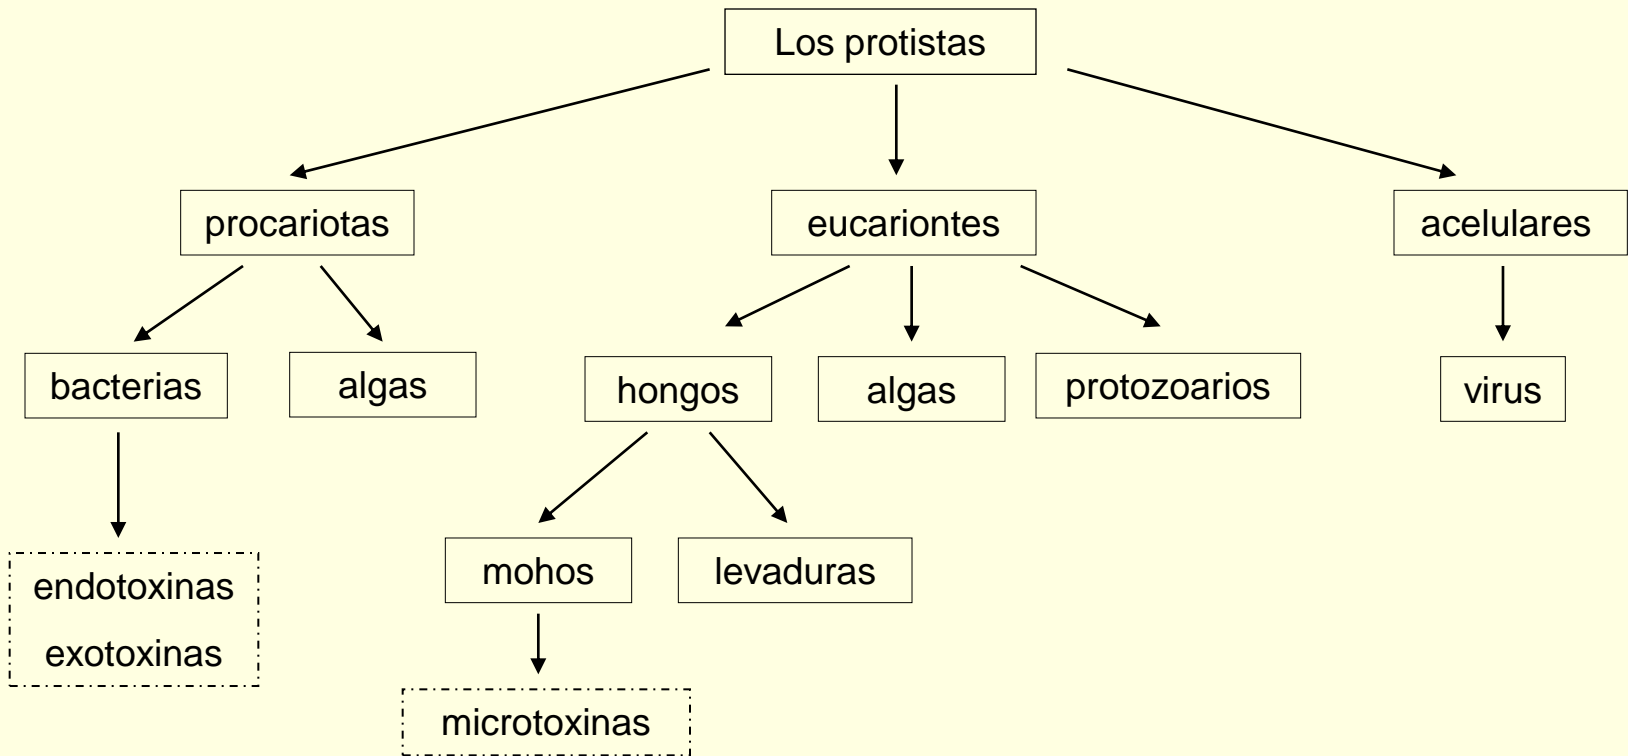 Los protistas
procariotas
eucariontes
acelulares
bacterias
algas
hongos
algas
protozoarios
virus
endotoxinas
exotoxinas
mohos
levaduras
microtoxinas